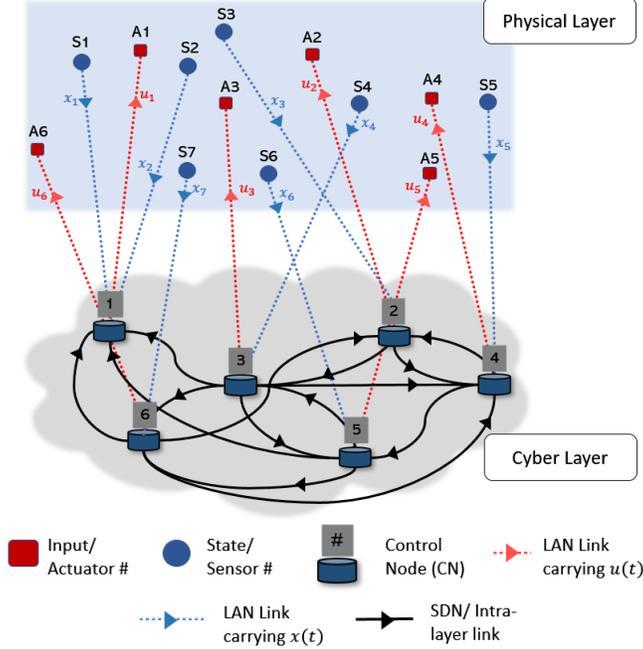 Physical Layer
S3
S1
A1
S2
A2
A3
S4
A4
S5
A6
S7
S6
A5
x₁
u₁
x₂
x₃
u₂
x₄
u₄
x₅
u₆
x₇
u₃
x₆
u₅
1
2
3
4
6
5
Cyber Layer
Input/
Actuator #
State/
Sensor #
#
Control
Node (CN)
LAN Link
carrying u(t)
LAN Link
carrying x(t)
SDN/ Intra-
layer link